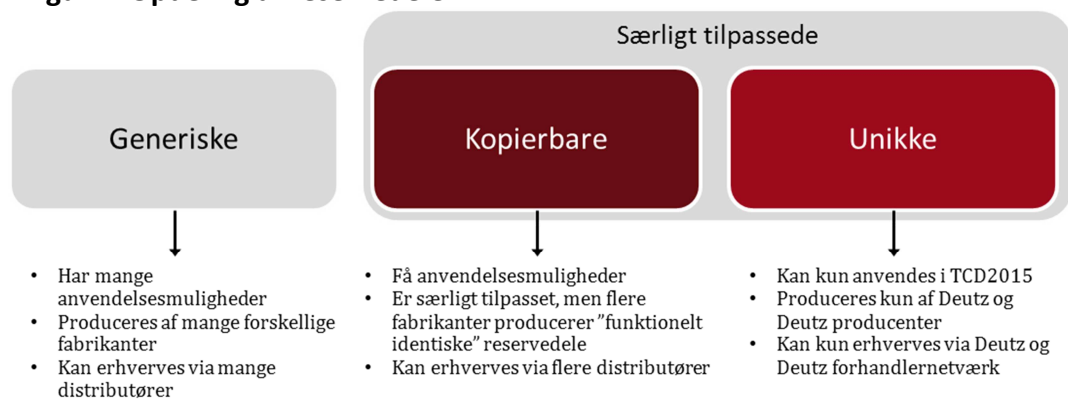 Særligt tilpassede
Generiske
Kopierbare
Unikke
• Har mange
anvendelsesmuligheder
• Produceres af mange forskellige
fabrikanter
• Kan erhverves via mange
distributører
• Få anvendelsesmuligheder
• Er særligt tilpasset, men flere
fabrikanter producerer ”funktionelt
identiske” reservedele
• Kan erhverves via flere distributører
• Kan kun anvendes i TCD2015
• Produceres kun af Deutz og
Deutz producenter
• Kan kun erhverves via Deutz og
Deutz forhandlernetværk